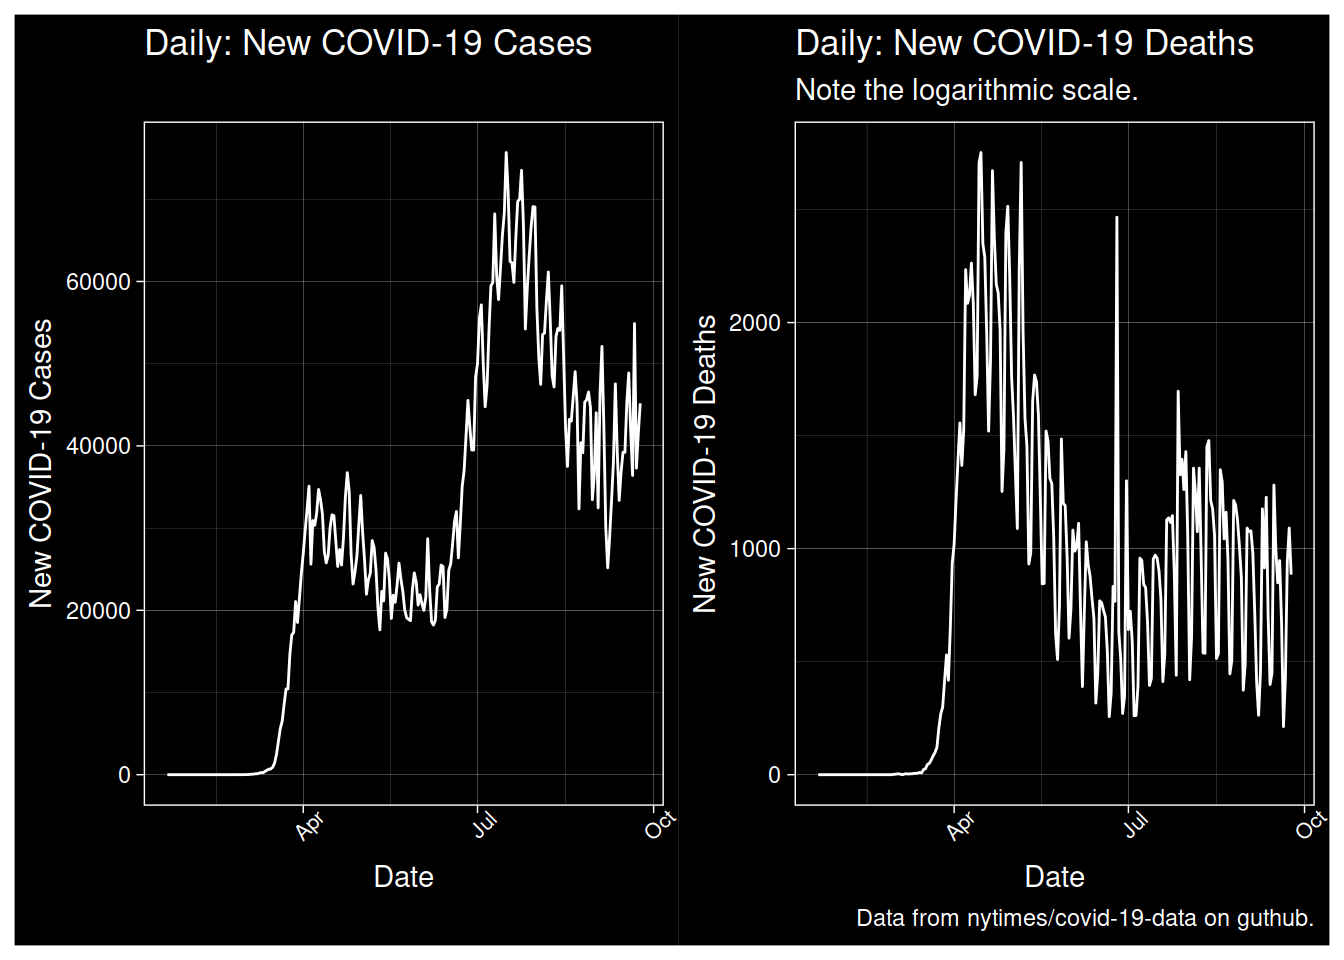 Daily: New COVID-19 Cases
New COVID-19 Cases
60000
40000
20000
0
Apr
Jul
Oct
Date
Daily: New COVID-19 Deaths
Note the logarithmic scale.
New COVID-19 Deaths
2000
1000
0
Apr
Jul
Oct
Date
Data from nytimes/covid-19-data on guthub.